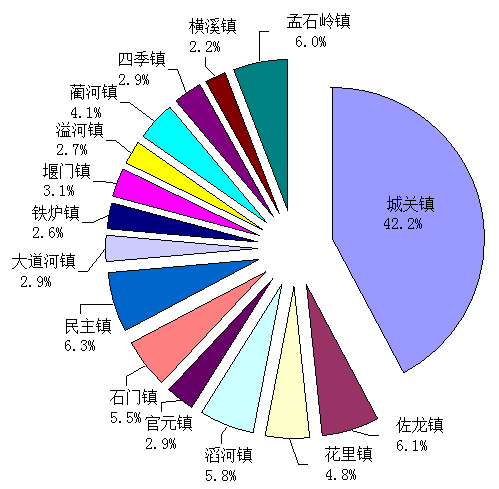 横溪镇
2.2%
孟石岭镇
6.0%
四季镇
2.9%
蔺河镇
4.1%
溢河镇
2.7%
堰门镇
3.1%
铁炉镇
2.6%
大道河镇
2.9%
民主镇
6.3%
石门镇
5.5%
官元镇
2.9%
滔河镇
5.8%
花里镇
4.8%
佐龙镇
6.1%
城关镇
42.2%